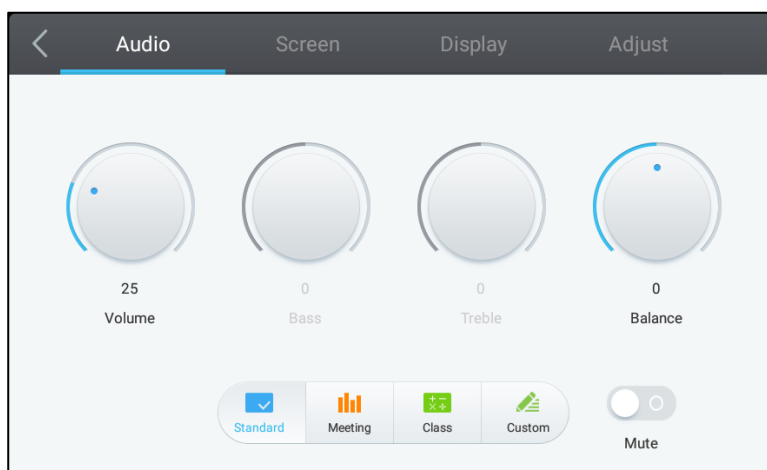 Audio Screen Display Adjust
25 0 0 0
Volume Bass Treble Balance
Standard Meeting Class Custom
Mute